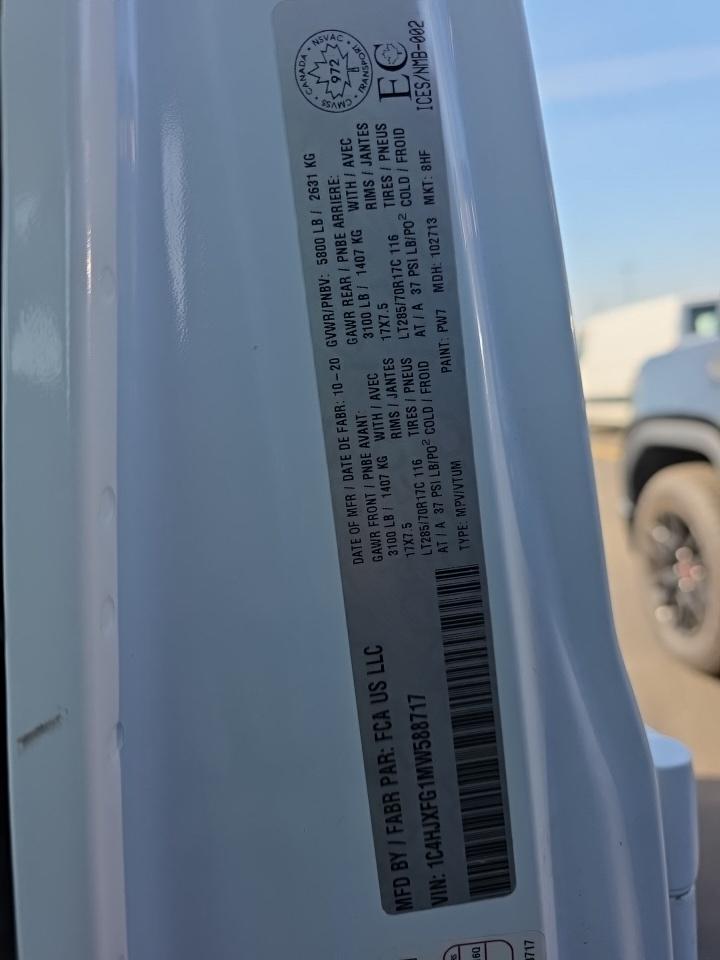 MFD BY / FABR PAR: FCA US LLC
DATE OF MFR / DATE DE FABR: 10-20
GVWR/PNBV: 5800 LB / 2631 KG
GAWR FRONT / PNBE AVANT:
3100 LB / 1407 KG WITH / AVEC
17X7.5 RIMS / JANTES
LT285/70R17C 116 TIRES / PNEUS
AT / A 37 PSI LB/PO² COLD / FROID
GAWR REAR / PNBE ARRIERE:
3100 LB / 1407 KG WITH / AVEC
17X7.5 RIMS / JANTES
LT285/70R17C 116 TIRES / PNEUS
AT / A 37 PSI LB/PO² COLD / FROID
VIN: 1C4HJXFG1MW588717
TYPE: MPV/VTUM
PAINT: PW7 MDH: 102713 MKT: 8HF
CANADA • NSVAC • TRANSPORT • CMVSS
972
EC
ICES/NMB-002